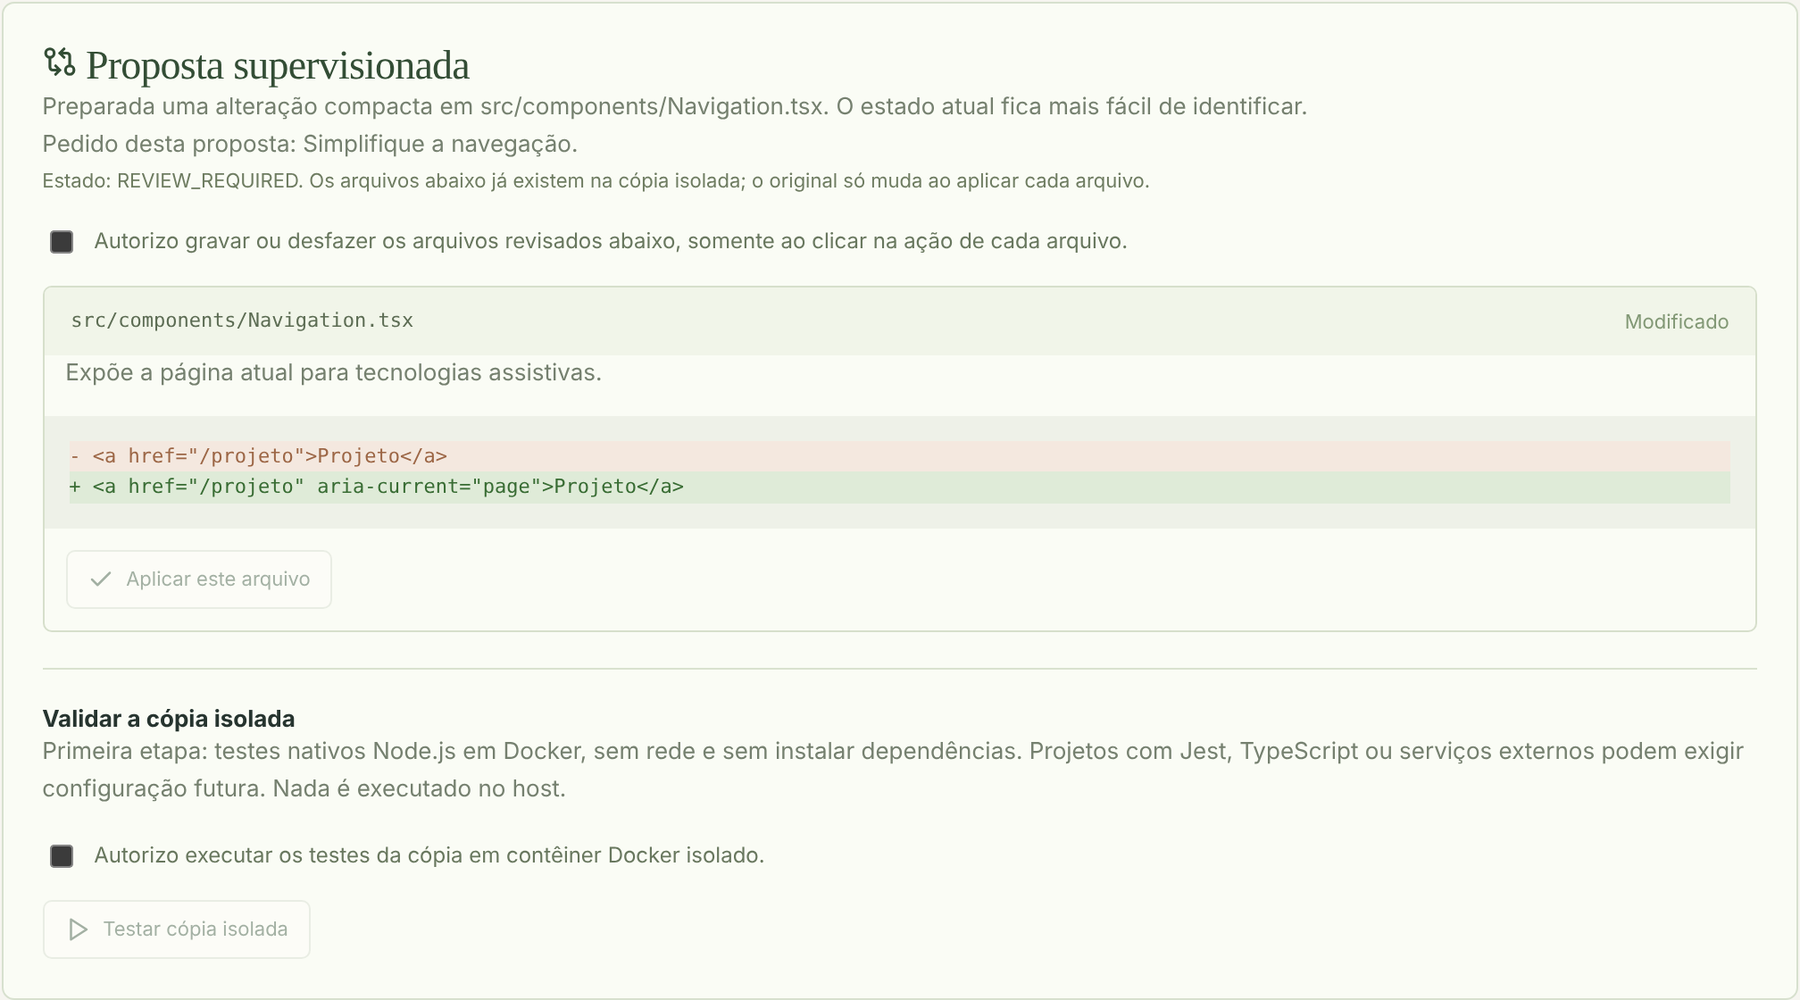 Proposta supervisionada
Preparada uma alteração compacta em src/components/Navigation.tsx. O estado atual fica mais fácil de identificar.
Pedido desta proposta: Simplifique a navegação.
Estado: REVIEW_REQUIRED. Os arquivos abaixo já existem na cópia isolada; o original só muda ao aplicar cada arquivo.
Autorizo gravar ou desfazer os arquivos revisados abaixo, somente ao clicar na ação de cada arquivo.
src/components/Navigation.tsx
Modificado
Expõe a página atual para tecnologias assistivas.
- <a href="/projeto">Projeto</a>
+ <a href="/projeto" aria-current="page">Projeto</a>
Aplicar este arquivo
Validar a cópia isolada
Primeira etapa: testes nativos Node.js em Docker, sem rede e sem instalar dependências. Projetos com Jest, TypeScript ou serviços externos podem exigir
configuração futura. Nada é executado no host.
Autorizo executar os testes da cópia em contêiner Docker isolado.
Testar cópia isolada